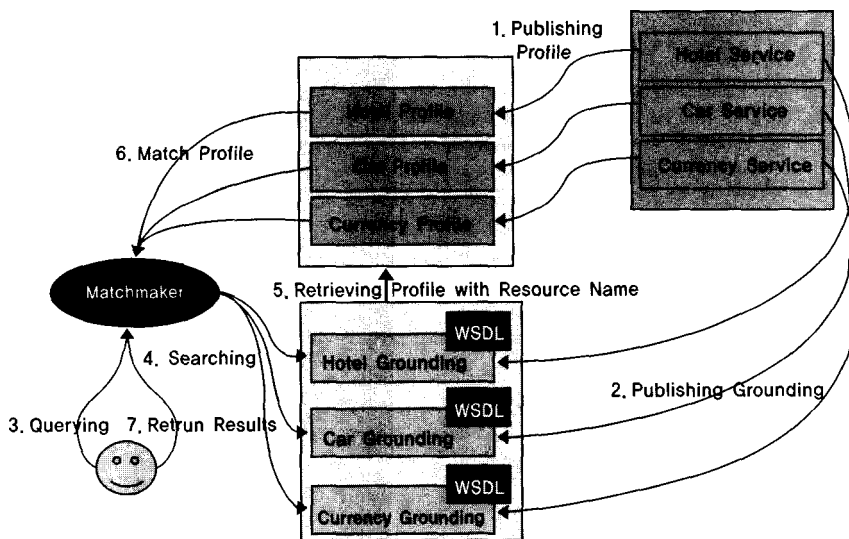 1. Publishing
Profile
Hotel Service
Car Service
Currency Service
Hotel Profile
Car Profile
Currency Profile
6. Match Profile
Matchmaker
5. Retrieving Profile with Resource Name
4. Searching
WSDL
Hotel Grounding
WSDL
Car Grounding
WSDL
Currency Grounding
2. Publishing Grounding
3. Querying
7. Retrun Results